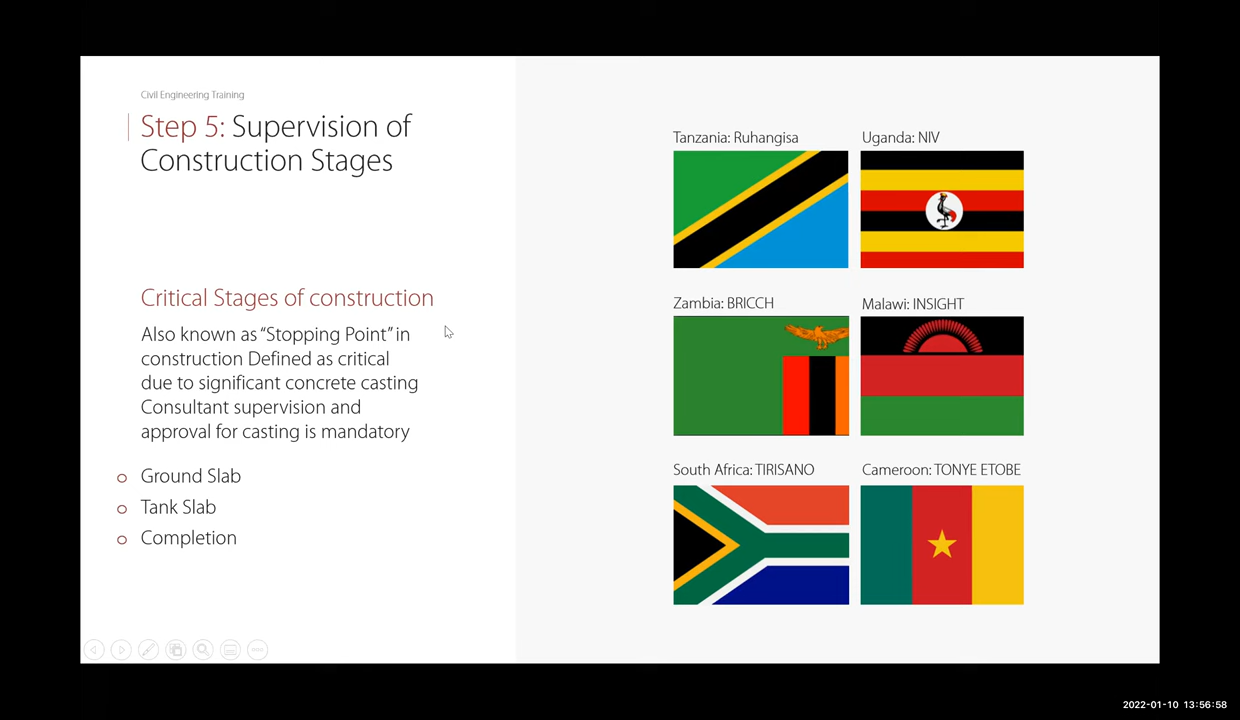 Civil Engineering Training
Step 5: Supervision of
Construction Stages
Critical Stages of construction
Also known as “Stopping Point” in
construction Defined as critical
due to significant concrete casting
Consultant supervision and
approval for casting is mandatory
Ground Slab
Tank Slab
Completion
Tanzania: Ruhangisa
Uganda: NIV
Zambia: BRICCH
Malawi: INSIGHT
South Africa: TIRISANO
Cameroon: TONYE ETOBE
2022-01-10 13:56:58